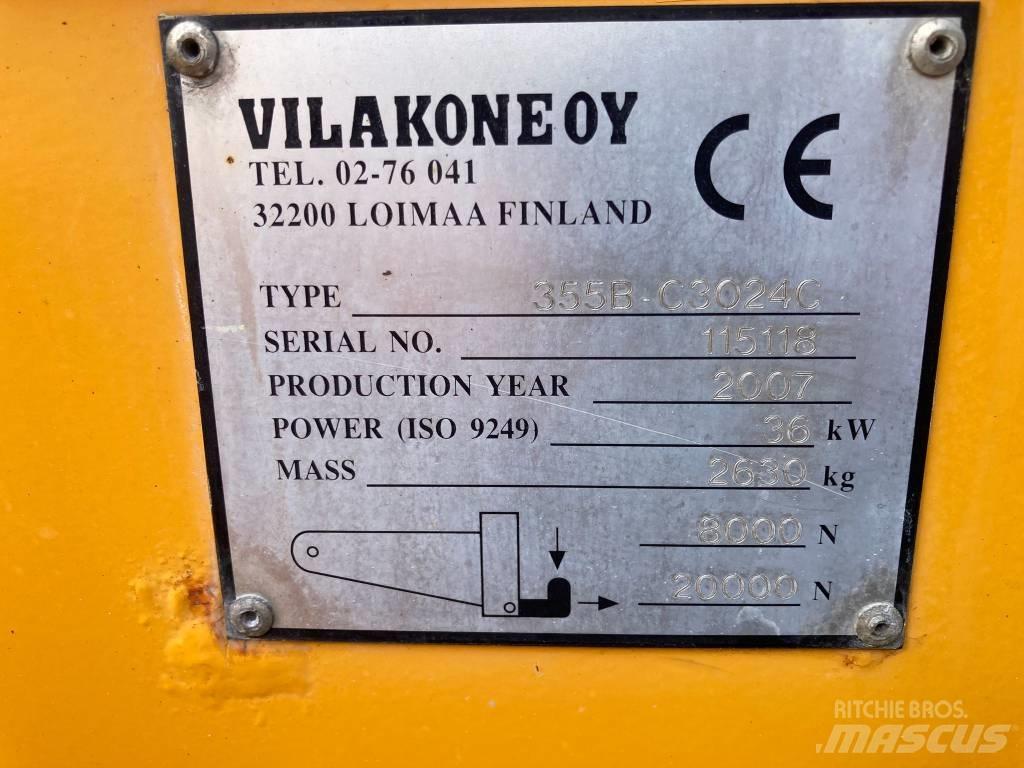 VILAKONE OY
TEL. 02-76 041
32200 LOIMAA FINLAND
CE
TYPE 355B-C3024C
SERIAL NO. 115118
PRODUCTION YEAR 2007
POWER (ISO 9249) 36 kW
MASS 2630 kg
8000 N
20000 N
RITCHIE BROS.
MASCUS